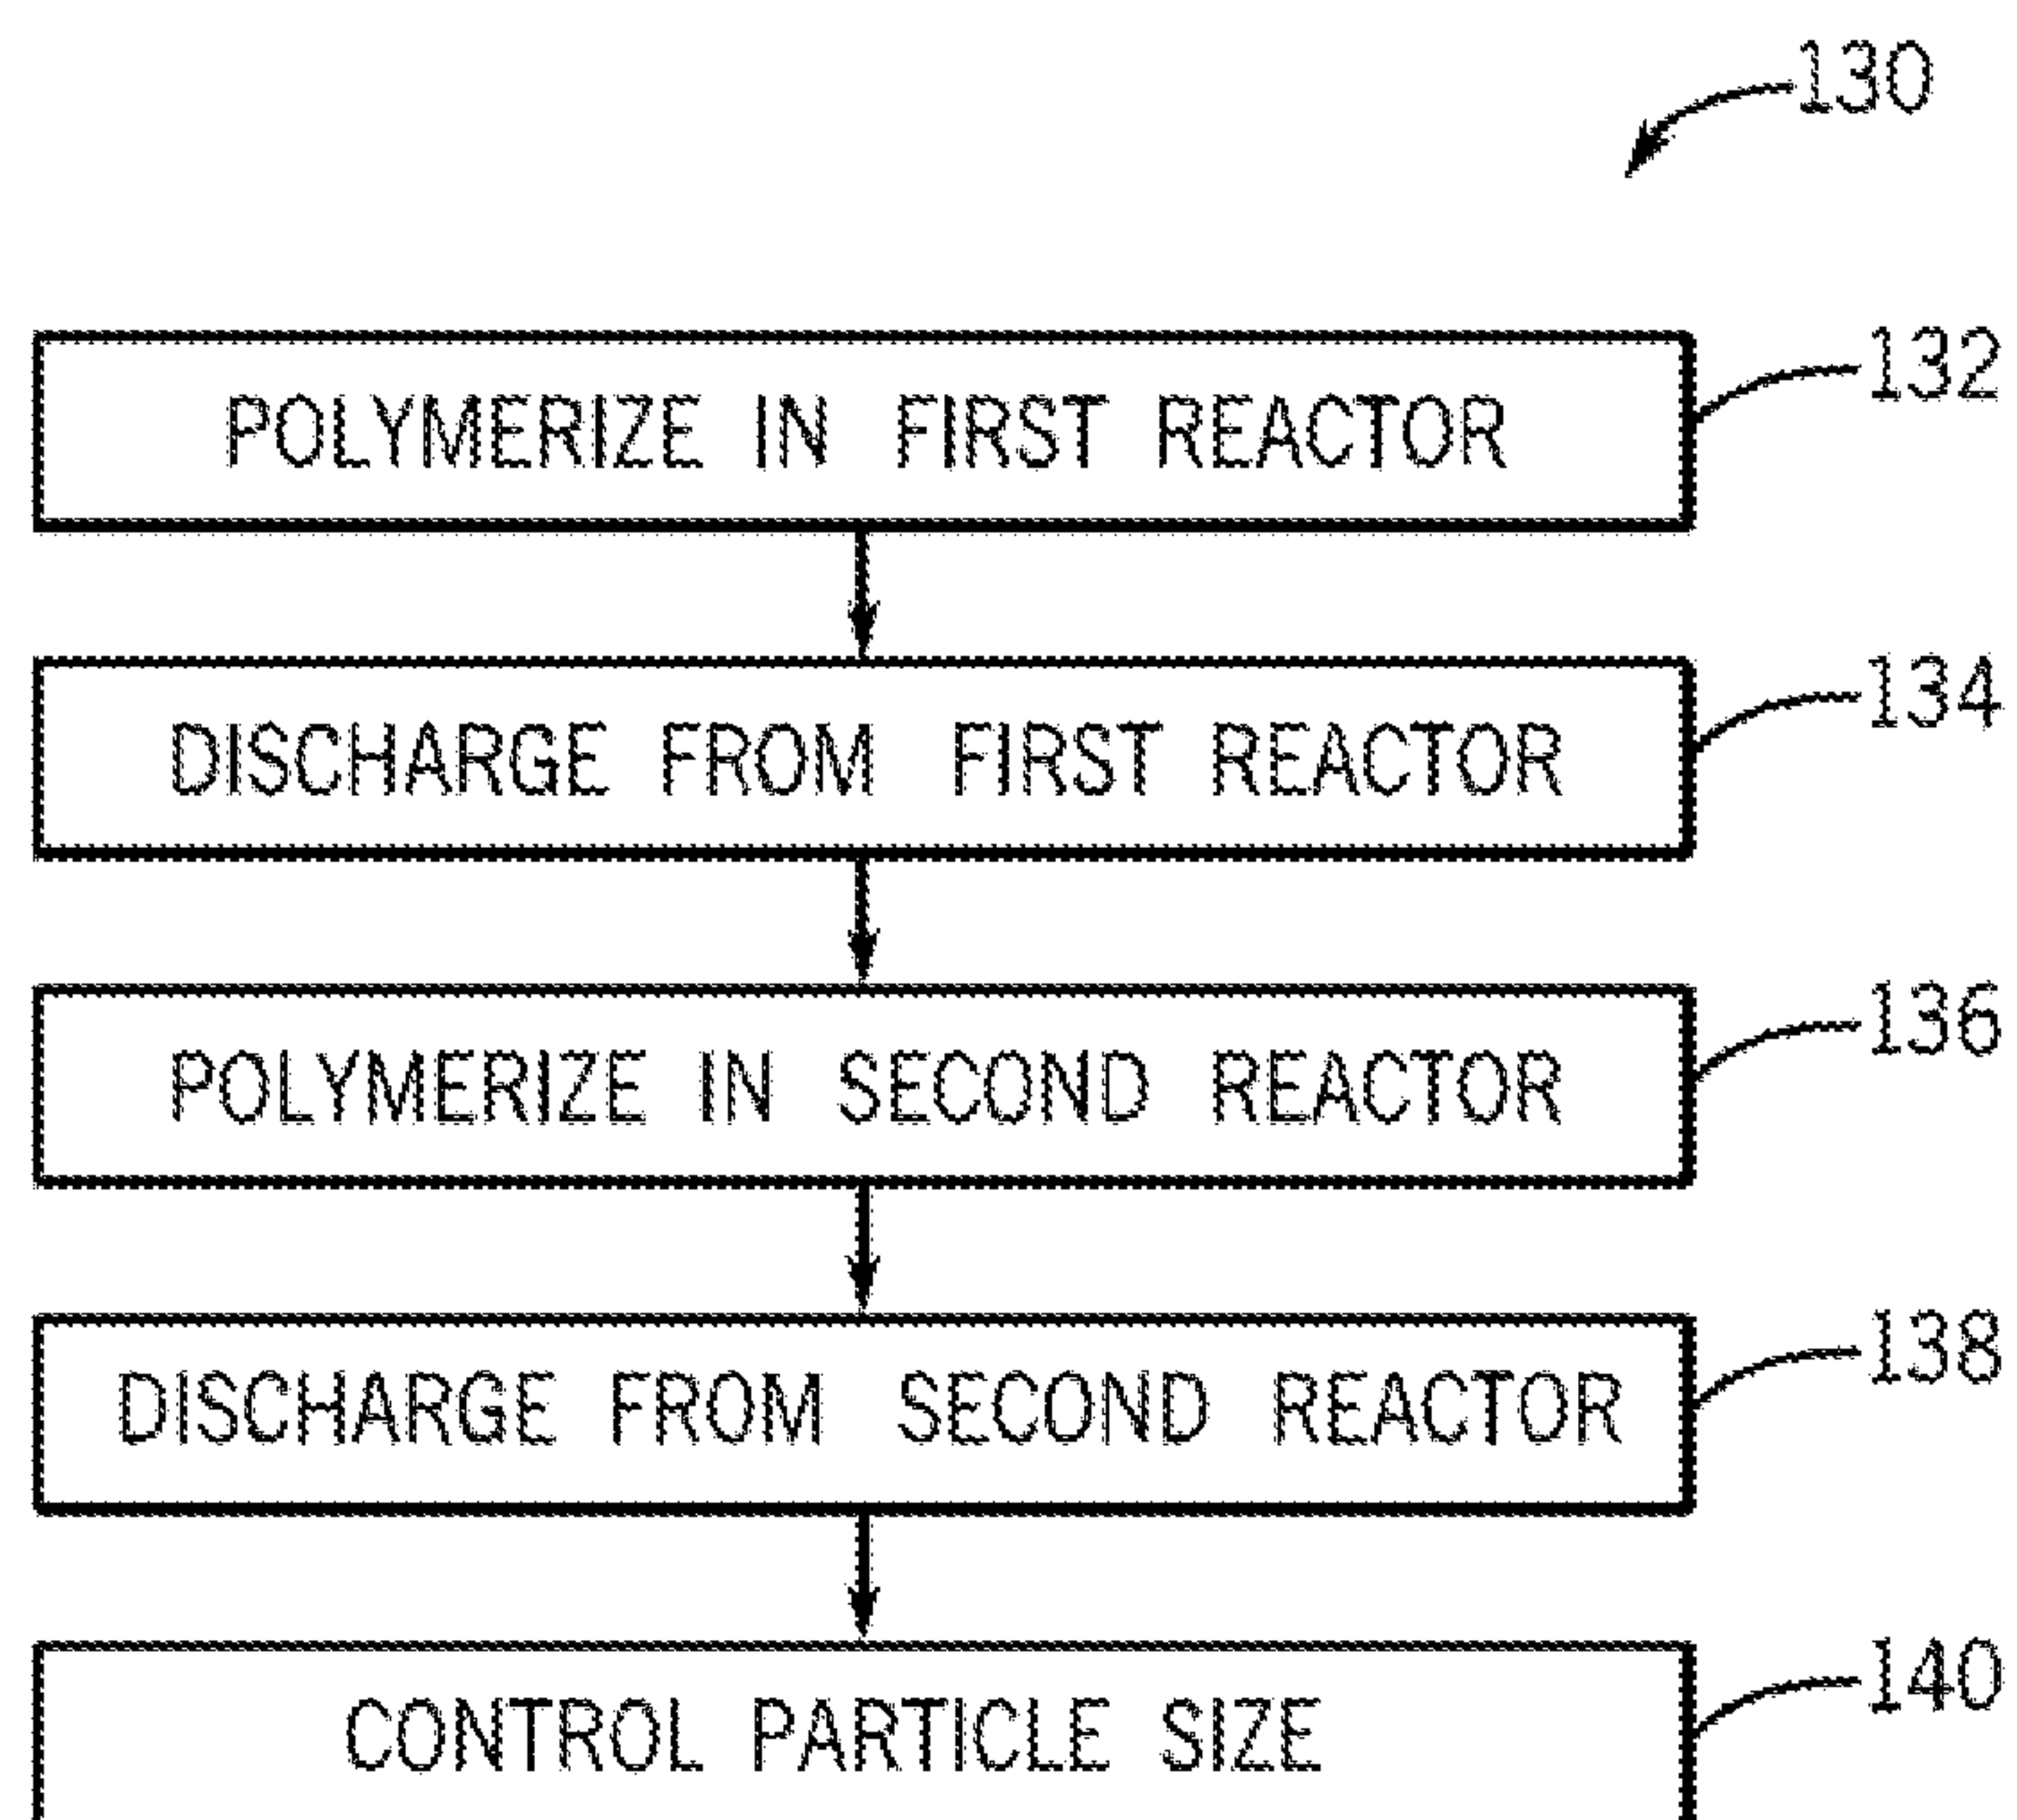 130
POLYMERIZE IN FIRST REACTOR
132
DISCHARGE FROM FIRST REACTOR
134
POLYMERIZE IN SECOND REACTOR
136
DISCHARGE FROM SECOND REACTOR
138
CONTROL PARTICLE SIZE
140